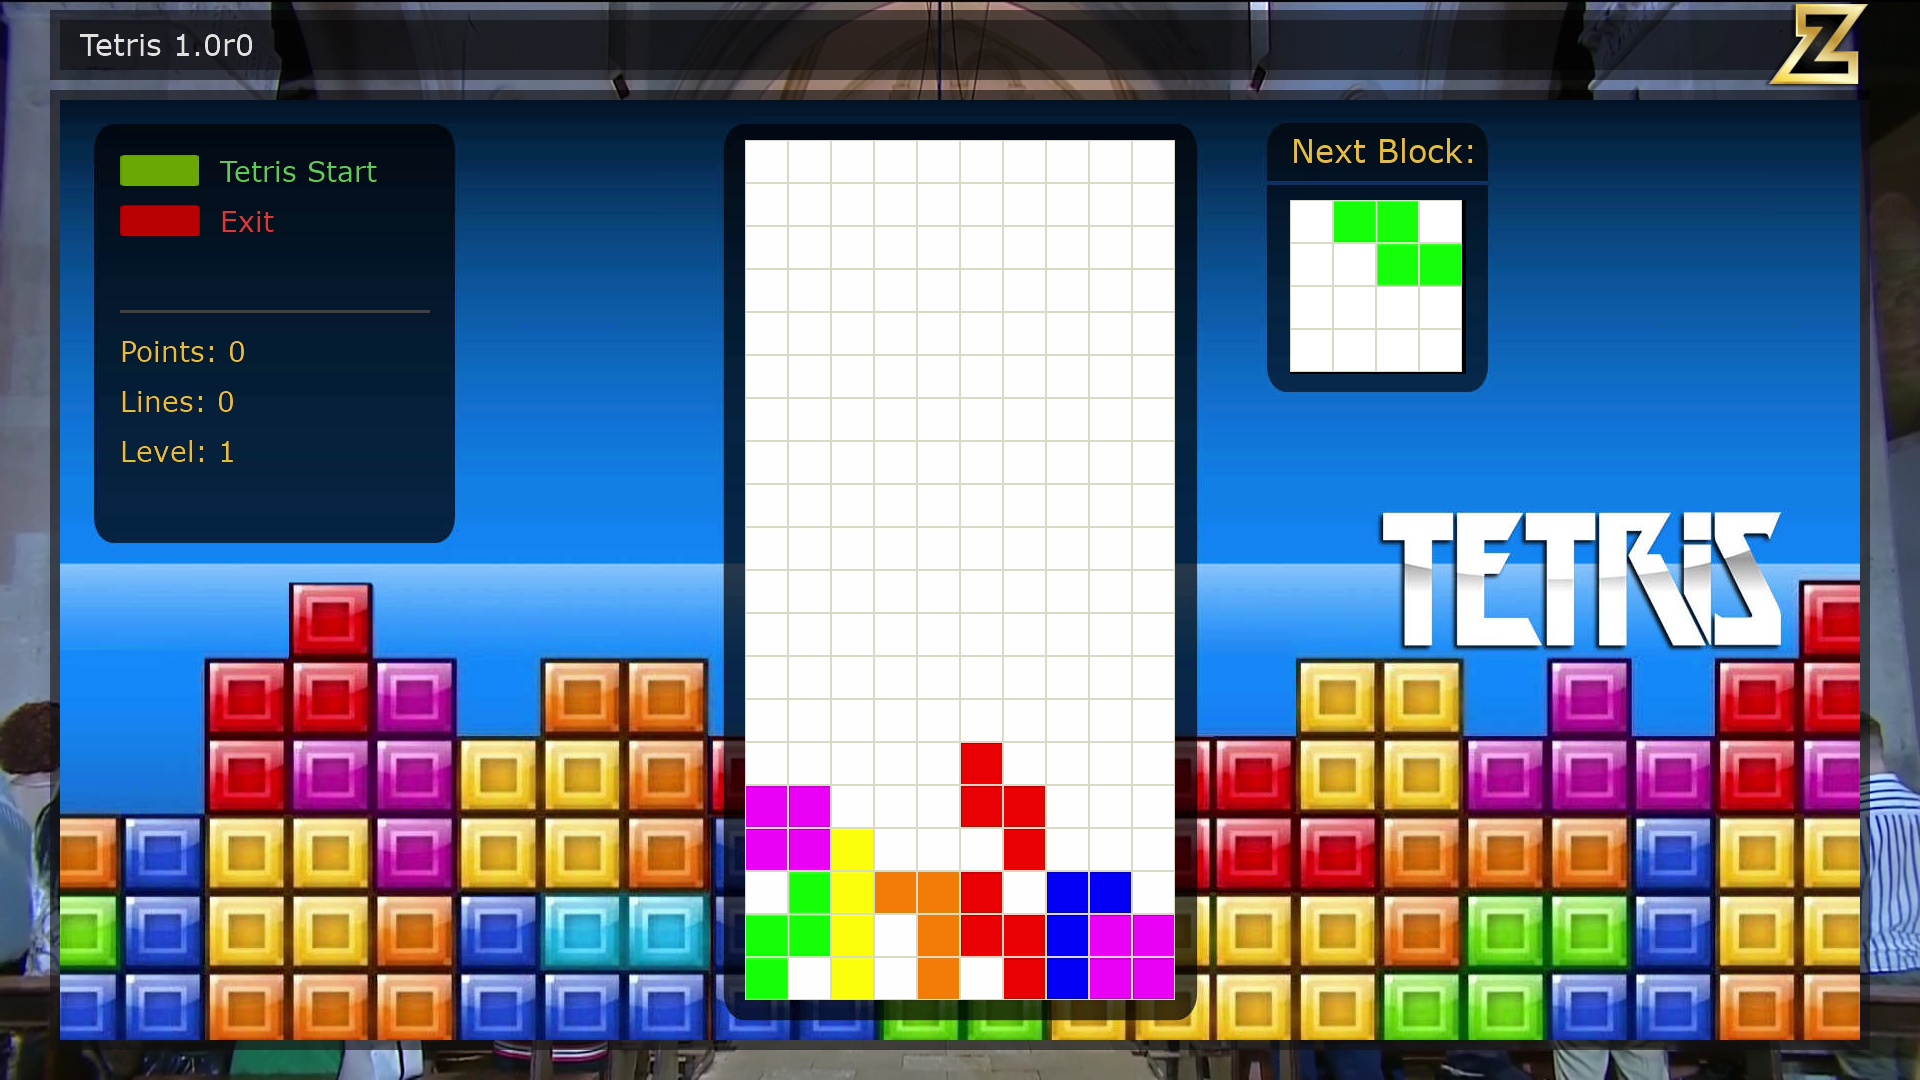 Tetris 1.0r0
Z
Tetris Start
Exit
Points: 0
Lines: 0
Level: 1
Next Block:
TETRiS